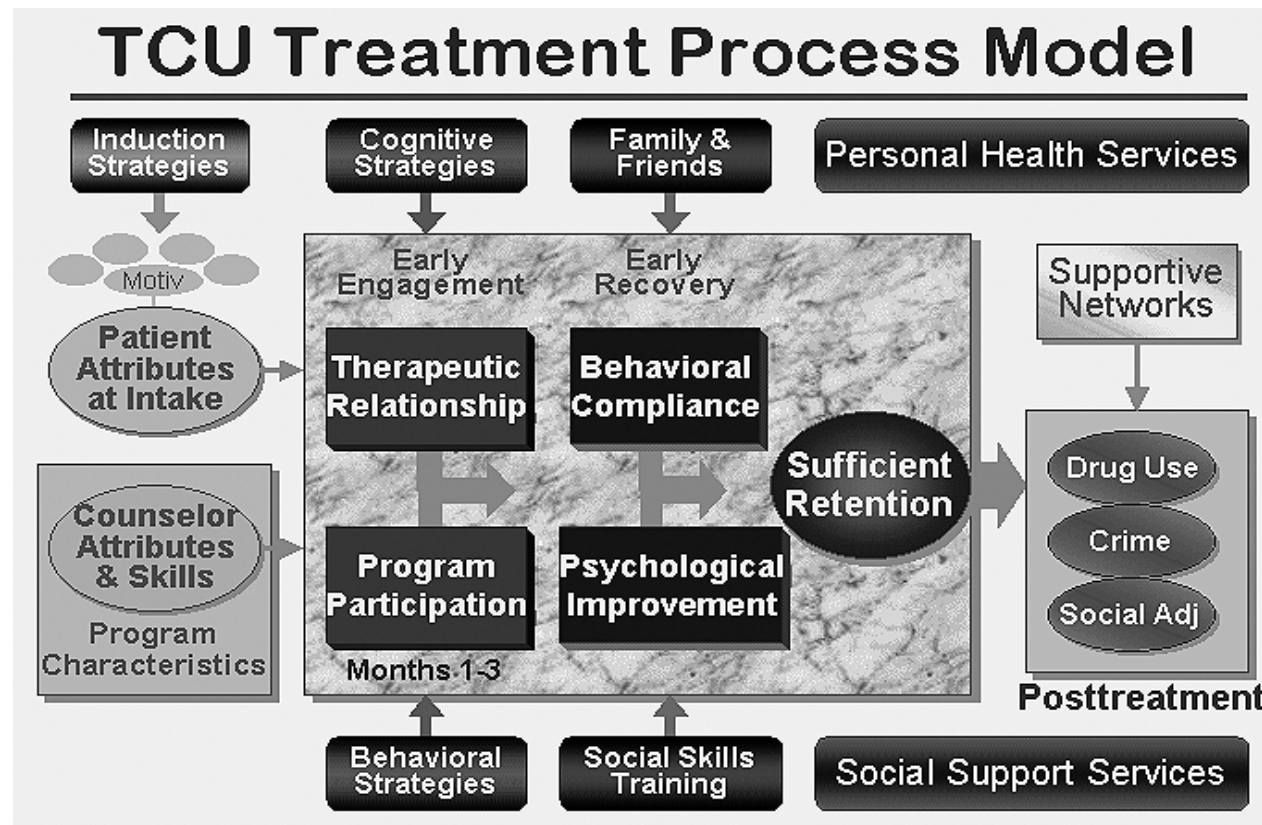 TCU Treatment Process Model
Induction
Strategies
Cognitive
Strategies
Family &
Friends
Personal Health Services
Motiv
Patient
Attributes
at Intake
Early
Engagement
Early
Recovery
Supportive
Networks
Therapeutic
Relationship
Behavioral
Compliance
Sufficient
Retention
Counselor
Attributes
& Skills
Program
Characteristics
Program
Participation
Psychological
Improvement
Months 1-3
Drug Use
Crime
Social Adj
Posttreatment
Behavioral
Strategies
Social Skills
Training
Social Support Services